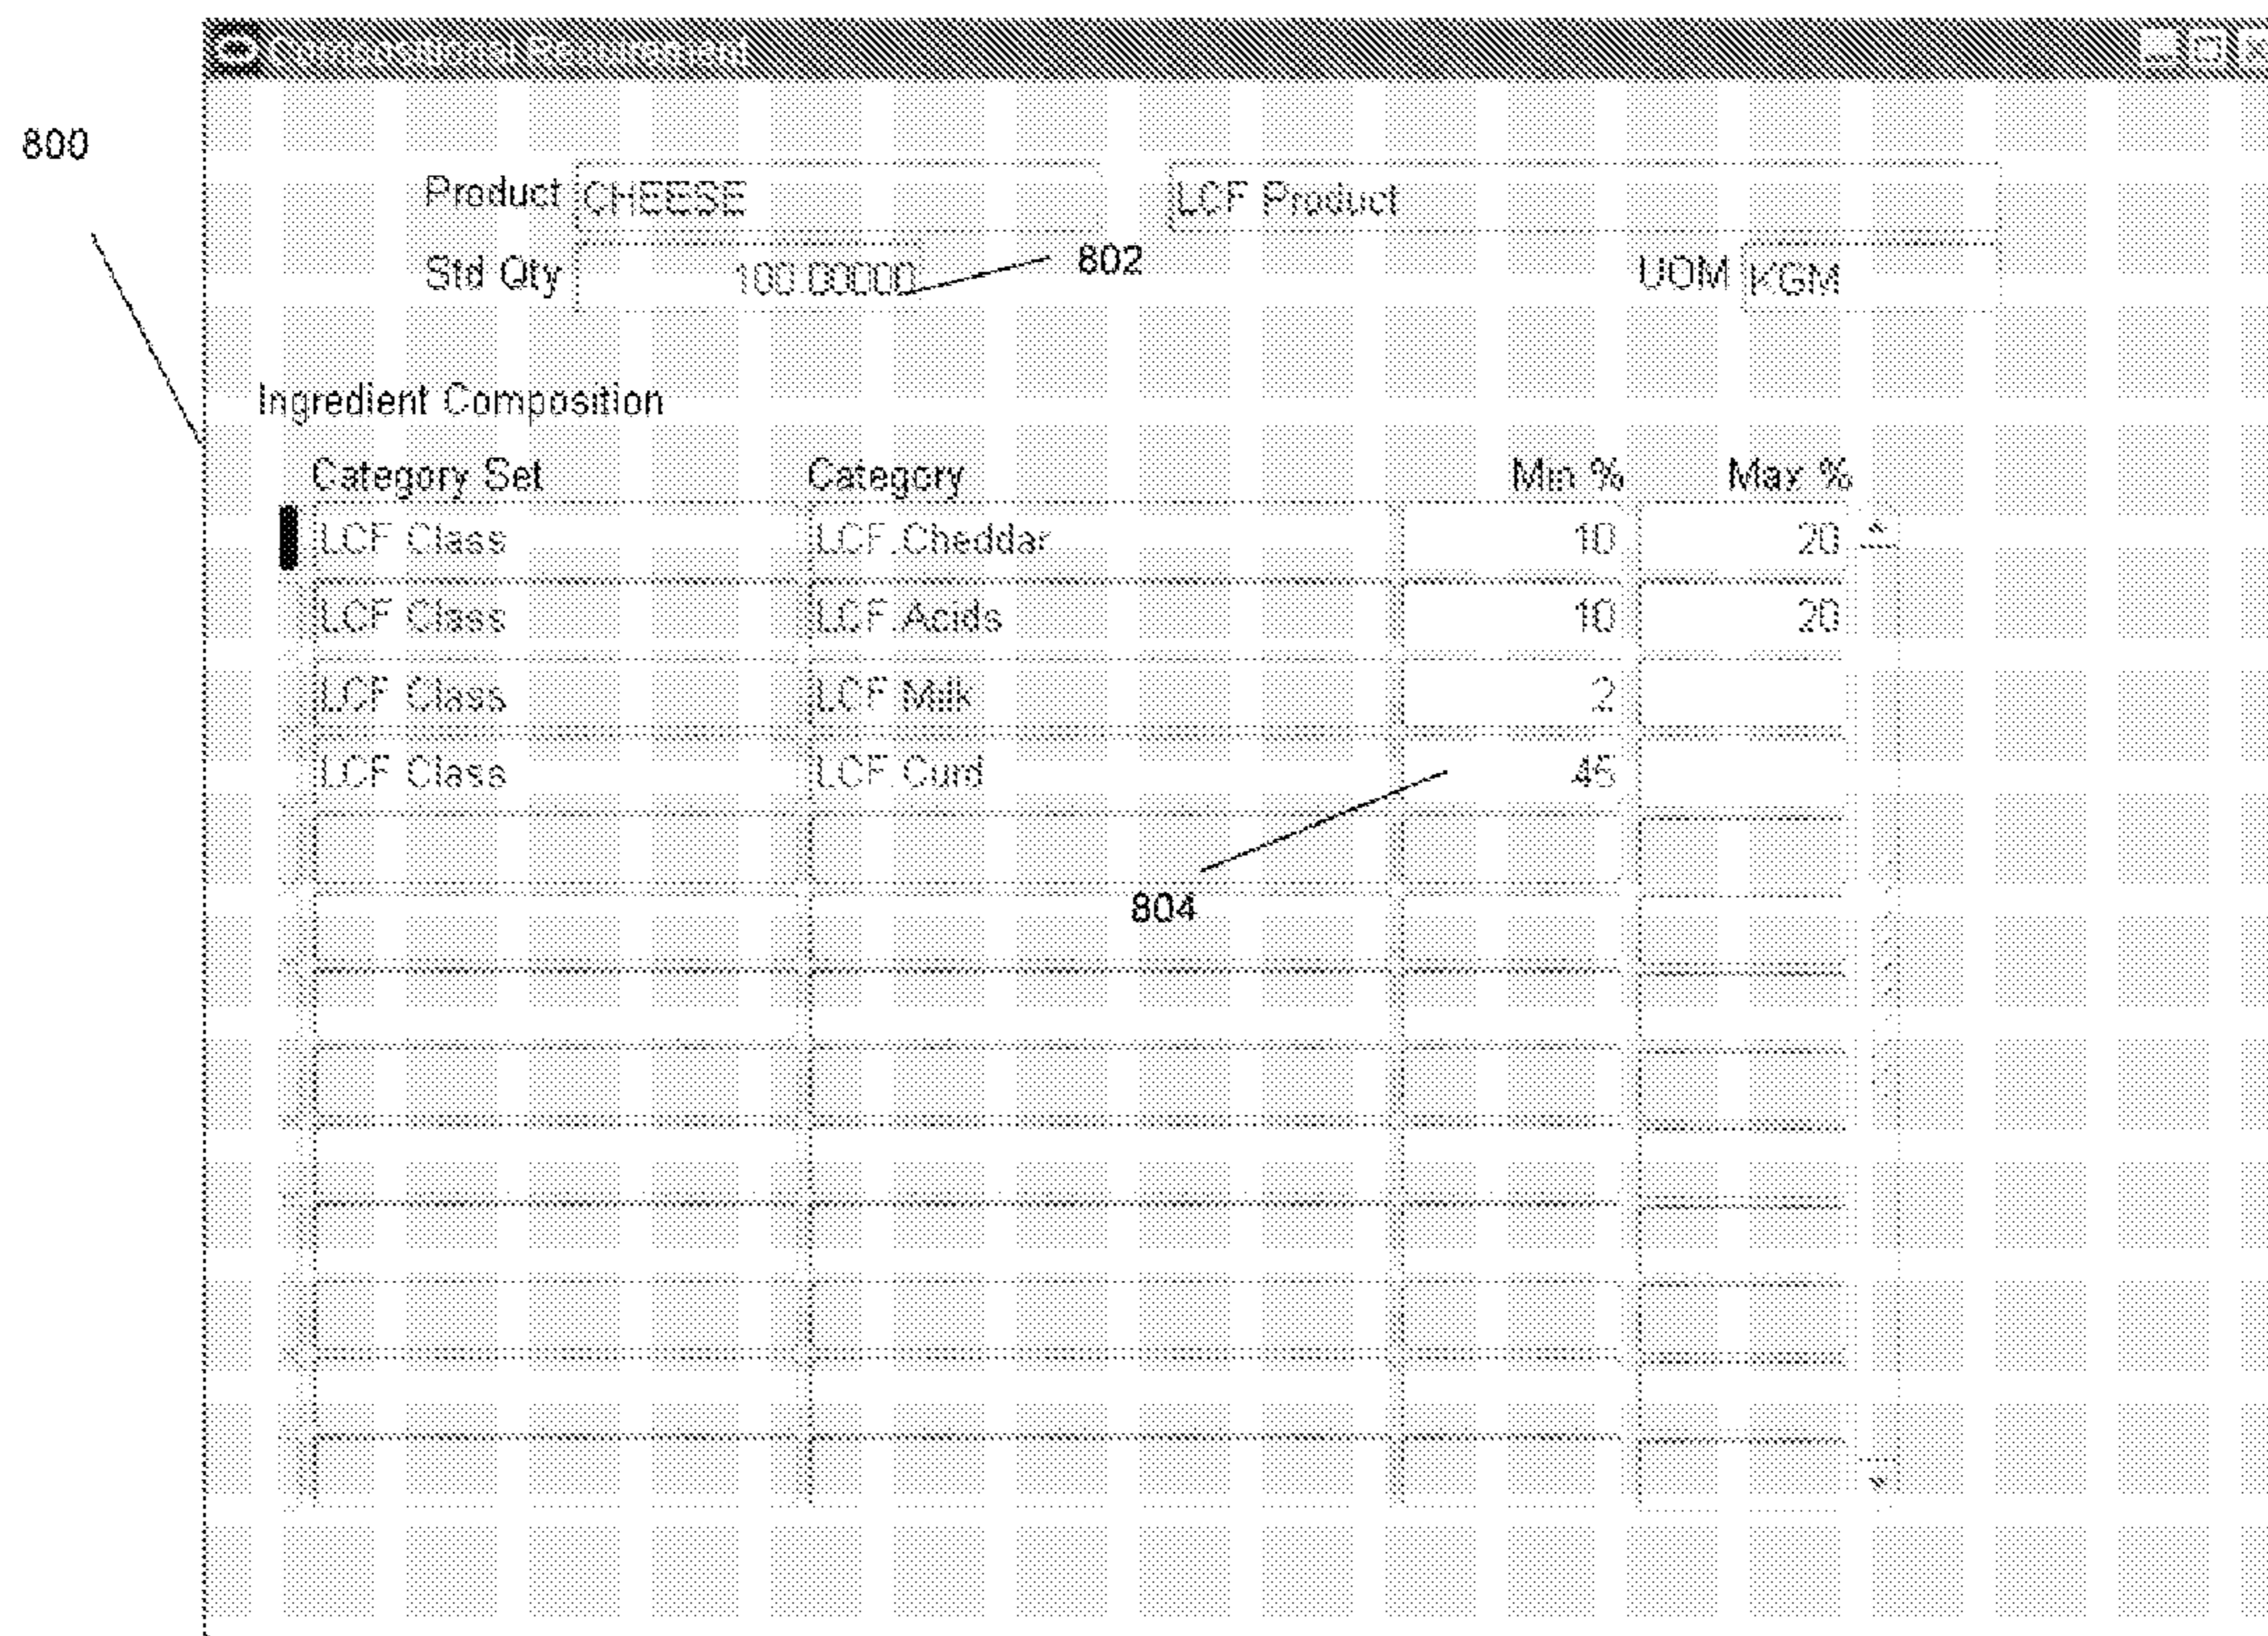 Compositional Requirement
800
Product CHEESE LCF Product
Std Qty 100.00000 802 UOM KGM
Ingredient Composition
Category Set Category Min % Max %
LCF Class LCF.Cheddar 10 20
LCF Class LCF.Acids 10 20
LCF Class LCF.Milk 2
LCF Class LCF.Curd 45
804